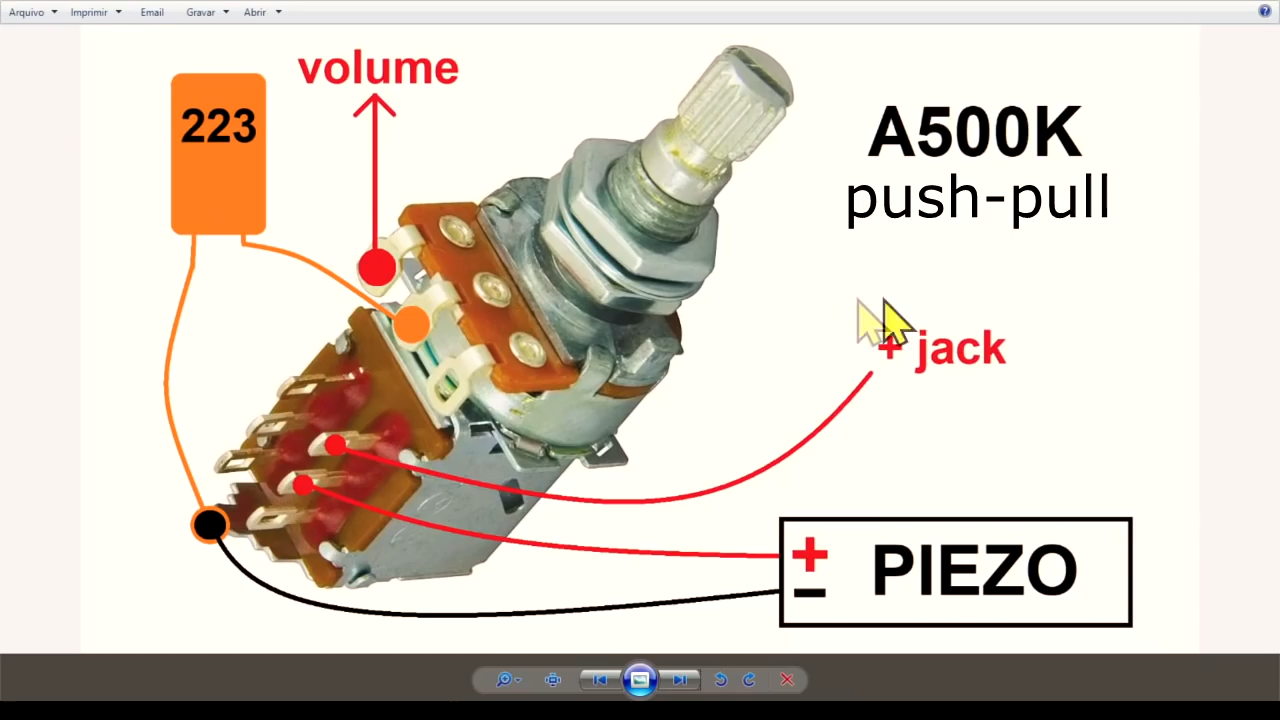 Arquivo Imprimir Email Gravar Abrir
volume
223
A500K
push-pull
+ jack
+
PIEZO
-